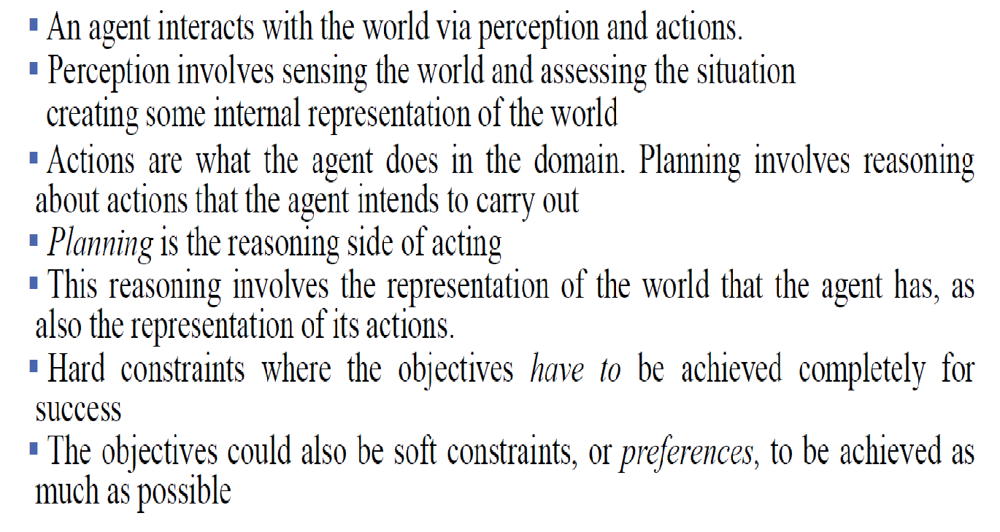 ▪ An agent interacts with the world via perception and actions.
▪ Perception involves sensing the world and assessing the situation
creating some internal representation of the world
▪ Actions are what the agent does in the domain. Planning involves reasoning
about actions that the agent intends to carry out
▪ Planning is the reasoning side of acting
▪ This reasoning involves the representation of the world that the agent has, as
also the representation of its actions.
▪ Hard constraints where the objectives have to be achieved completely for
success
▪ The objectives could also be soft constraints, or preferences, to be achieved as
much as possible